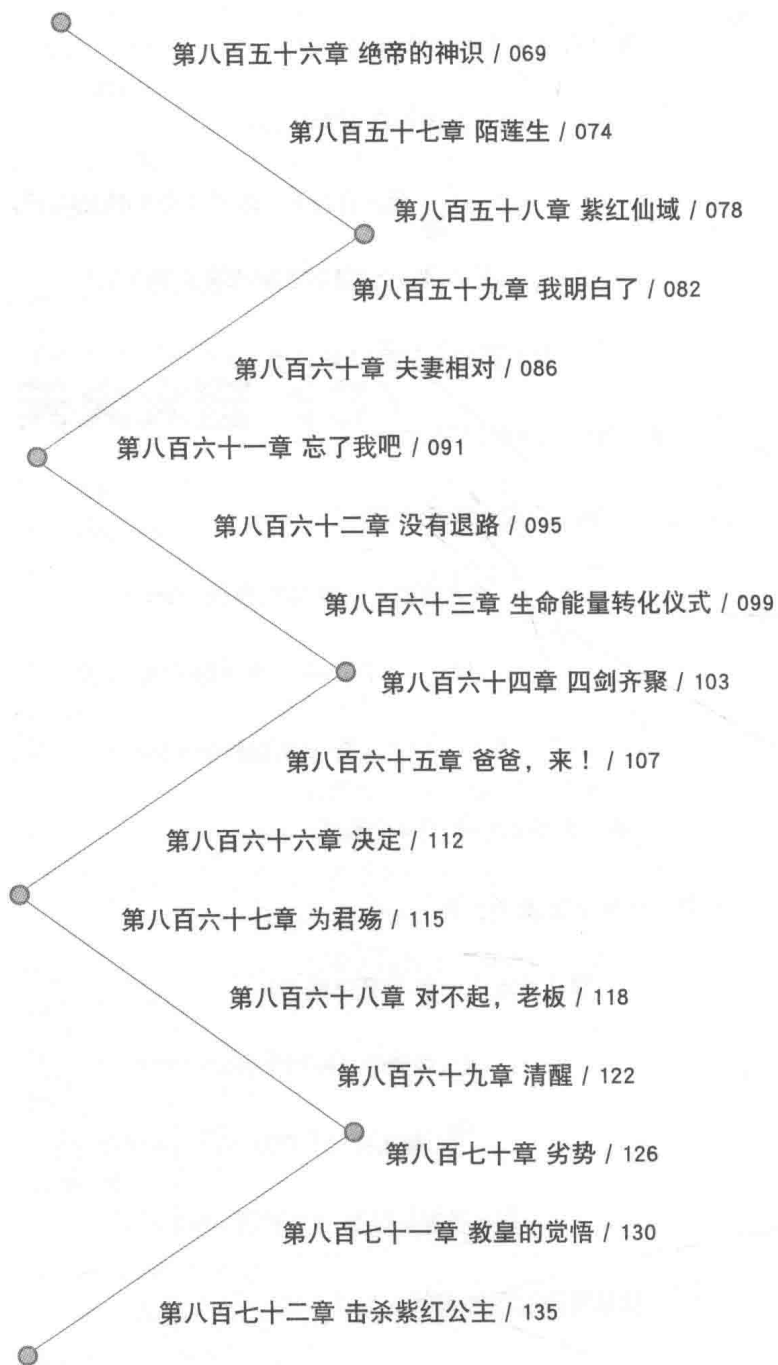 第八百五十六章 绝帝的神识 / 069
第八百五十七章 陌莲生 / 074
第八百五十八章 紫红仙域 / 078
第八百五十九章 我明白了 / 082
第八百六十章 夫妻相对 / 086
第八百六十一章 忘了我吧 / 091
第八百六十二章 没有退路 / 095
第八百六十三章 生命能量转化仪式 / 099
第八百六十四章 四剑齐聚 / 103
第八百六十五章 爸爸，来！ / 107
第八百六十六章 决定 / 112
第八百六十七章 为君殇 / 115
第八百六十八章 对不起，老板 / 118
第八百六十九章 清醒 / 122
第八百七十章 劣势 / 126
第八百七十一章 教皇的觉悟 / 130
第八百七十二章 击杀紫红公主 / 135